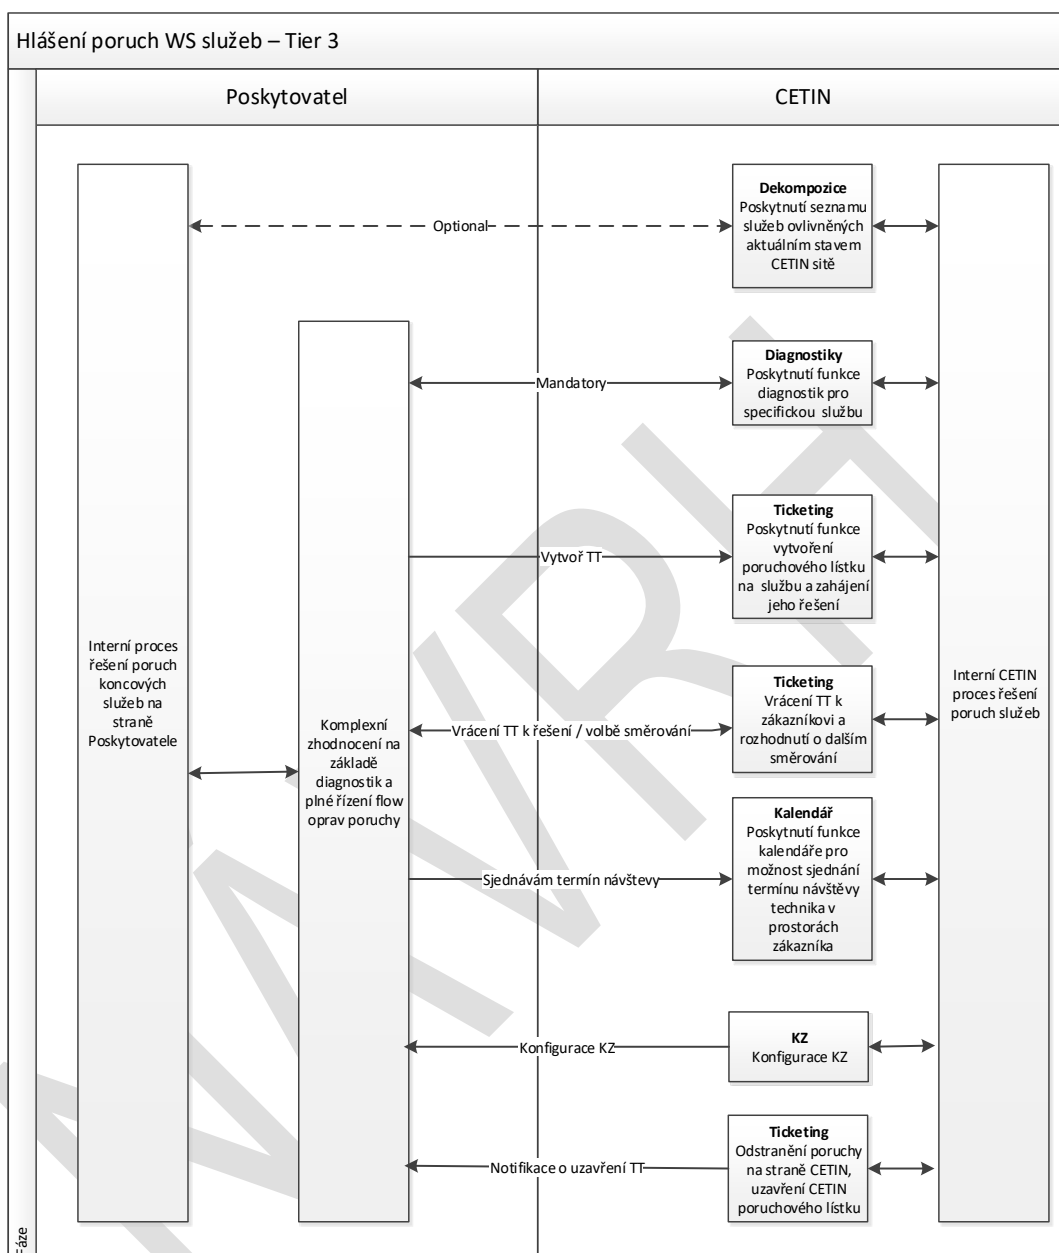 Hlášení poruch WS služeb – Tier 3
Poskytovatel
CETIN
Dekompozice
Poskytnutí seznamu
služeb ovlivněných
aktuálním stavem
CETIN sítě
Optional
Diagnostiky
Poskytnutí funkce
diagnostik pro
specifickou službu
Mandatory
Ticketing
Poskytnutí funkce
vytvoření
poruchového lístku
na službu a zahájení
jeho řešení
Vytvoř TT
Interní proces
řešení poruch
koncových
služeb na
straně
Poskytovatele
Komplexní
zhodnocení na
základě
diagnostik a
plné řízení flow
oprav poruchy
Ticketing
Vrácení TT k
zákazníkovi a
rozhodnutí o dalším
směrování
Vrácení TT k řešení / volbě směrování
Interní CETIN
proces řešení
poruch služeb
Kalendář
Poskytnutí funkce
kalendáře pro
možnost sjednání
termínu návštěvy
technika v
prostorách
zákazníka
Sjednávám termín návštevy
KZ
Konfigurace KZ
Konfigurace KZ
Ticketing
Odstranění poruchy
na straně CETIN,
uzavření CETIN
poruchového lístku
Notifikace o uzavření TT
Fáze
NÁVRH